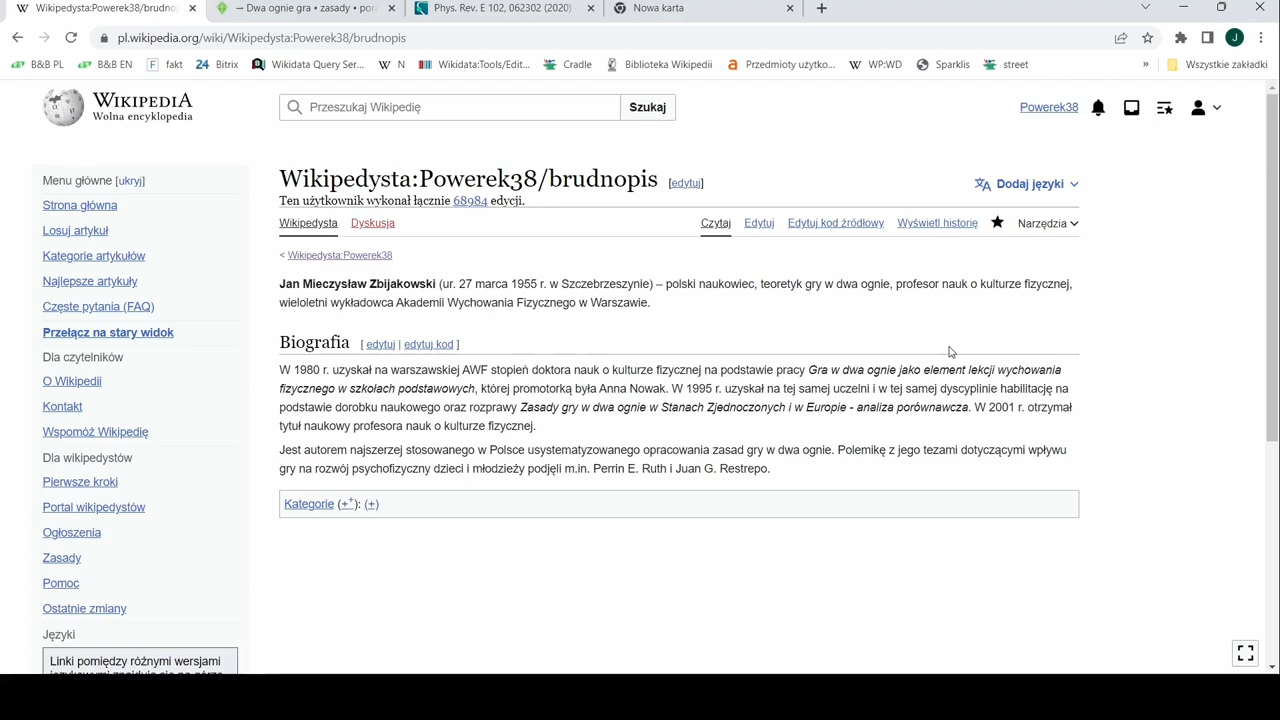 Wikipedysta:Powerek38/brudno
Dwa ognie gra • zasady • por
Phys. Rev. E 102, 062302 (2020)
Nowa karta
pl.wikipedia.org/wiki/Wikipedysta:Powerek38/brudnopis
J
B&B PL
B&B EN
F fakt
24 Bitrix
Wikidata Query Ser...
W N
Wikidata:Tools/Edit...
Cradle
Biblioteka Wikipedii
a Przedmioty użytko...
W WP:WD
Sparklis
street
»
Wszystkie zakładki
WIKIPEDIA
Wolna encyklopedia
Przeszukaj Wikipedię
Szukaj
Powerek38
Menu główne [ukryj]
Strona główna
Losuj artykuł
Kategorie artykułów
Najlepsze artykuły
Częste pytania (FAQ)
Przełącz na stary widok
Dla czytelników
O Wikipedii
Kontakt
Wspomóż Wikipedię
Dla wikipedystów
Pierwsze kroki
Portal wikipedystów
Ogłoszenia
Zasady
Pomoc
Ostatnie zmiany
Języki
Linki pomiędzy różnymi wersjami
Wikipedysta:Powerek38/brudnopis [edytuj]
Dodaj języki
Ten użytkownik wykonał łącznie 68984 edycji.
Wikipedysta Dyskusja
Czytaj Edytuj Edytuj kod źródłowy Wyświetl historię Narzędzia
< Wikipedysta:Powerek38
Jan Mieczysław Zbijakowski (ur. 27 marca 1955 r. w Szczebrzeszynie) – polski naukowiec, teoretyk gry w dwa ognie, profesor nauk o kulturze fizycznej,
wieloletni wykładowca Akademii Wychowania Fizycznego w Warszawie.
Biografia [ edytuj | edytuj kod ]
W 1980 r. uzyskał na warszawskiej AWF stopień doktora nauk o kulturze fizycznej na podstawie pracy Gra w dwa ognie jako element lekcji wychowania
fizycznego w szkołach podstawowych, której promotorką była Anna Nowak. W 1995 r. uzyskał na tej samej uczelni i w tej samej dyscyplinie habilitację na
podstawie dorobku naukowego oraz rozprawy Zasady gry w dwa ognie w Stanach Zjednoczonych i w Europie - analiza porównawcza. W 2001 r. otrzymał
tytuł naukowy profesora nauk o kulturze fizycznej.
Jest autorem najszerzej stosowanego w Polsce usystematyzowanego opracowania zasad gry w dwa ognie. Polemikę z jego tezami dotyczącymi wpływu
gry na rozwój psychofizyczny dzieci i młodzieży podjęli m.in. Perrin E. Ruth i Juan G. Restrepo.
Kategorie (++): (+)